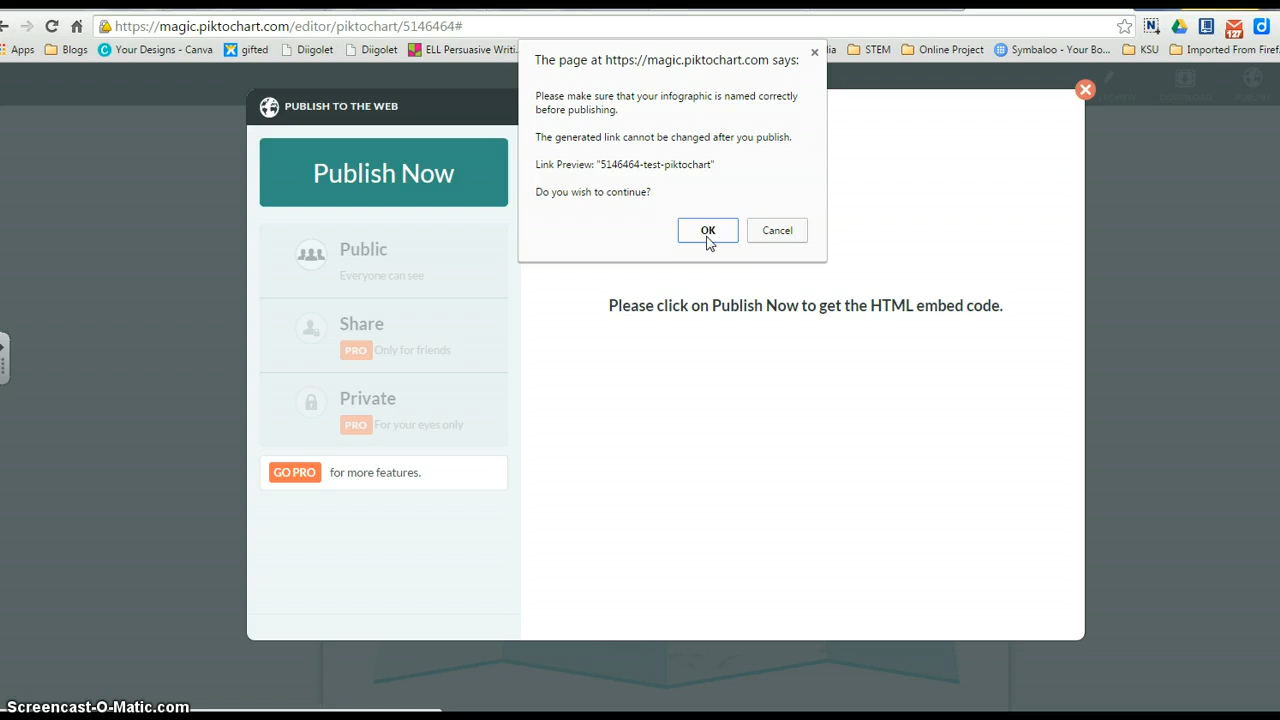 https://magic.piktochart.com/editor/piktochart/5146464#
Apps
Blogs
Your Designs - Canva
gifted
Diigolet
Diigolet
ELL Persuasive Writi
STEM
Online Project
Symbaloo - Your Bo...
KSU
Imported From Firef
127
The page at https://magic.piktochart.com says:
Please make sure that your infographic is named correctly
before publishing.
The generated link cannot be changed after you publish.
Link Preview: "5146464-test-piktochart"
Do you wish to continue?
OK
Cancel
PUBLISH TO THE WEB
Publish Now
Public
Everyone can see
Share
PRO Only for friends
Private
PRO For your eyes only
GO PRO for more features.
Please click on Publish Now to get the HTML embed code.
Screencast-O-Matic.com